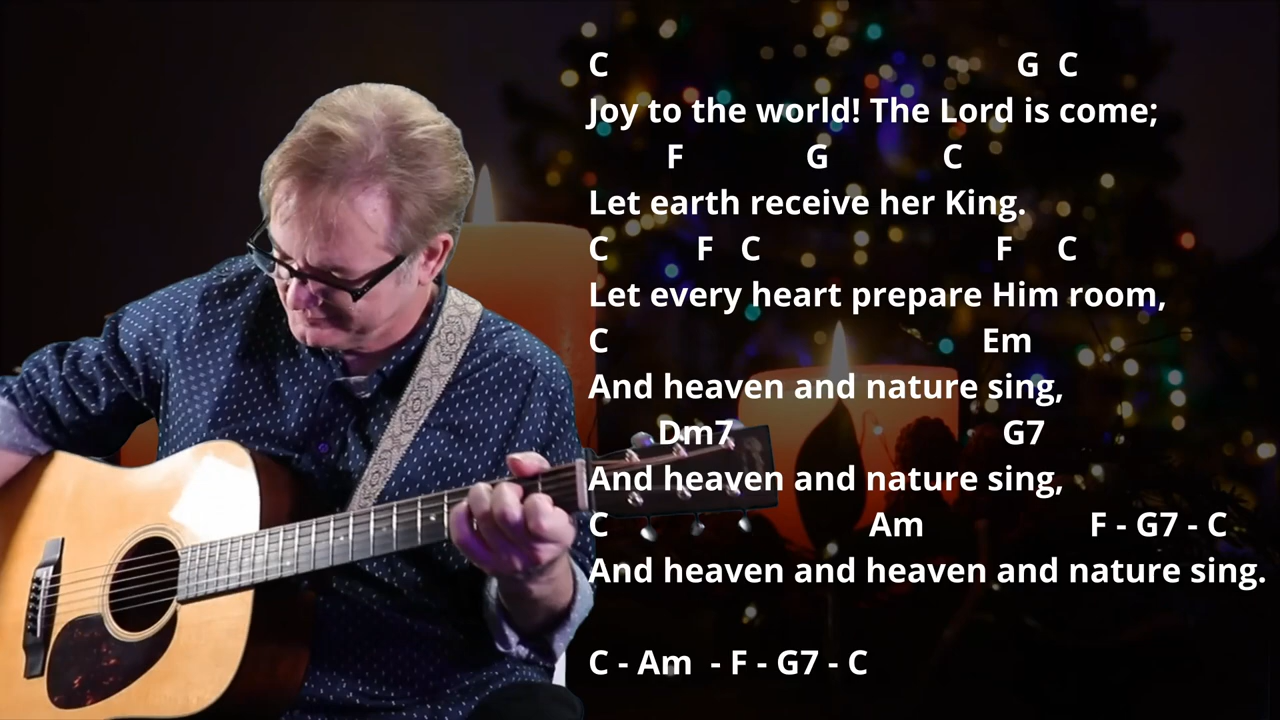 C G C
Joy to the world! The Lord is come;
F G C
Let earth receive her King.
C F C F C
Let every heart prepare Him room,
C Em
And heaven and nature sing,
Dm7 G7
And heaven and nature sing,
C Am F - G7 - C
And heaven and heaven and nature sing.
C - Am - F - G7 - C